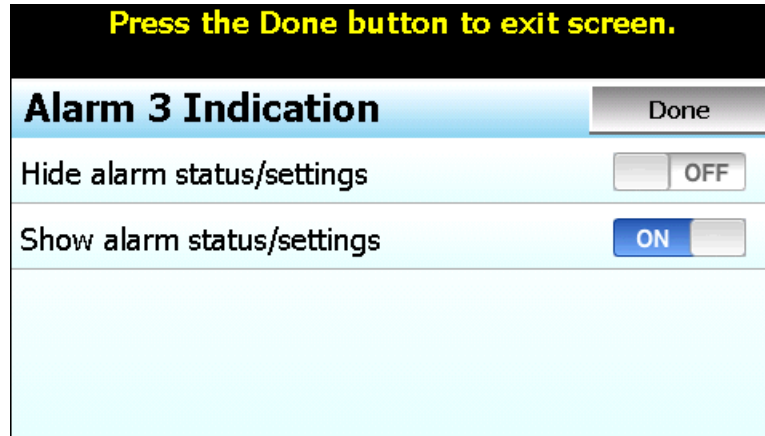 Press the Done button to exit screen.
Alarm 3 Indication
Done
Hide alarm status/settings
OFF
Show alarm status/settings
ON